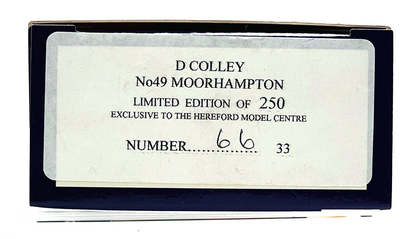 D COLLEY
No49 MOORHAMPTON
LIMITED EDITION OF 250
EXCLUSIVE TO THE HEREFORD MODEL CENTRE
NUMBER..............66 33